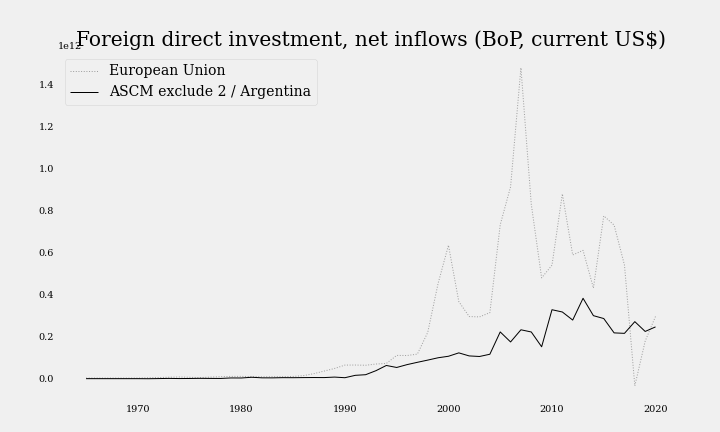 Foreign direct investment, net inflows (BoP, current US$)
1e12
European Union
ASCM exclude 2 / Argentina
1.4
1.2
1.0
0.8
0.6
0.4
0.2
0.0
1970 1980 1990 2000 2010 2020